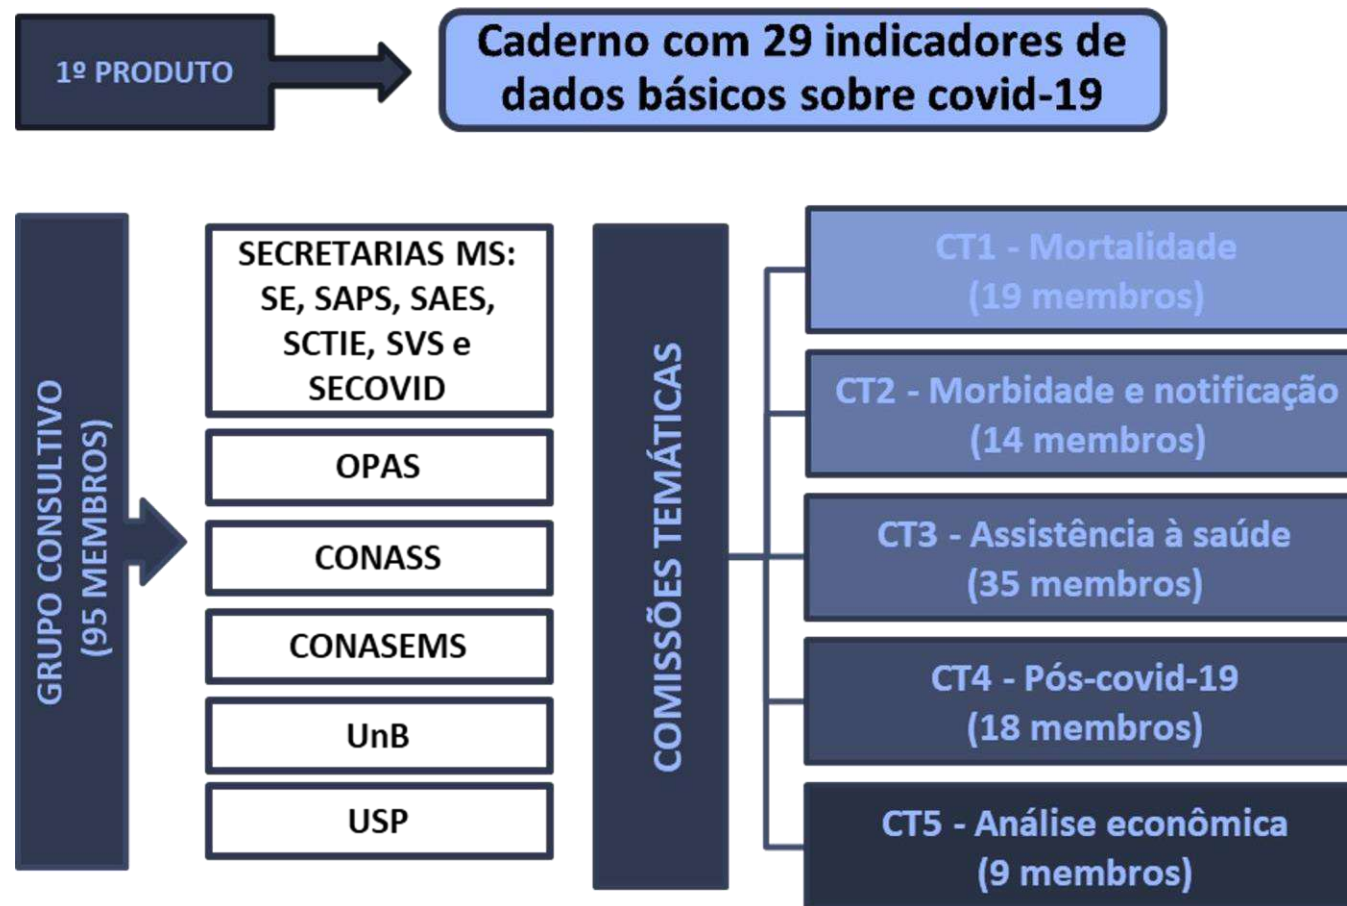 1º PRODUTO
Caderno com 29 indicadores de
dados básicos sobre covid-19
GRUPO CONSULTIVO
(95 MEMBROS)
SECRETARIAS MS:
SE, SAPS, SAES,
SCTIE, SVS e
SECOVID
OPAS
CONASS
CONASEMS
UnB
USP
COMISSÕES TEMÁTICAS
CT1 - Mortalidade
(19 membros)
CT2 - Morbidade e notificação
(14 membros)
CT3 - Assistência à saúde
(35 membros)
CT4 - Pós-covid-19
(18 membros)
CT5 - Análise econômica
(9 membros)